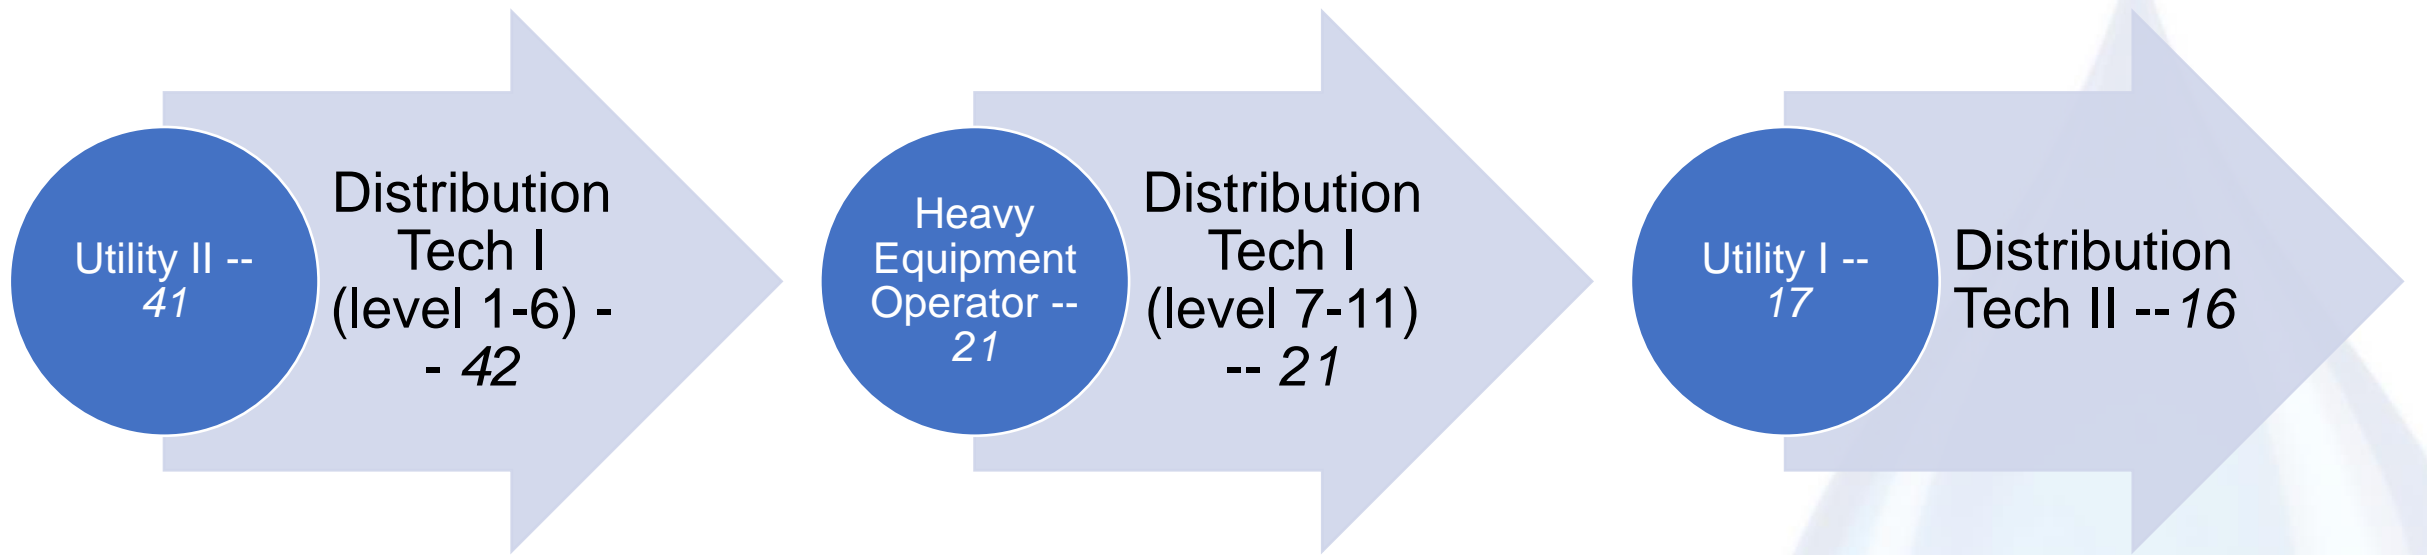 Utility II --
41
Distribution
Tech I
(level 1-6) -
- 42
Heavy
Equipment
Operator --
21
Distribution
Tech I
(level 7-11)
-- 21
Utility I --
17
Distribution
Tech II --16